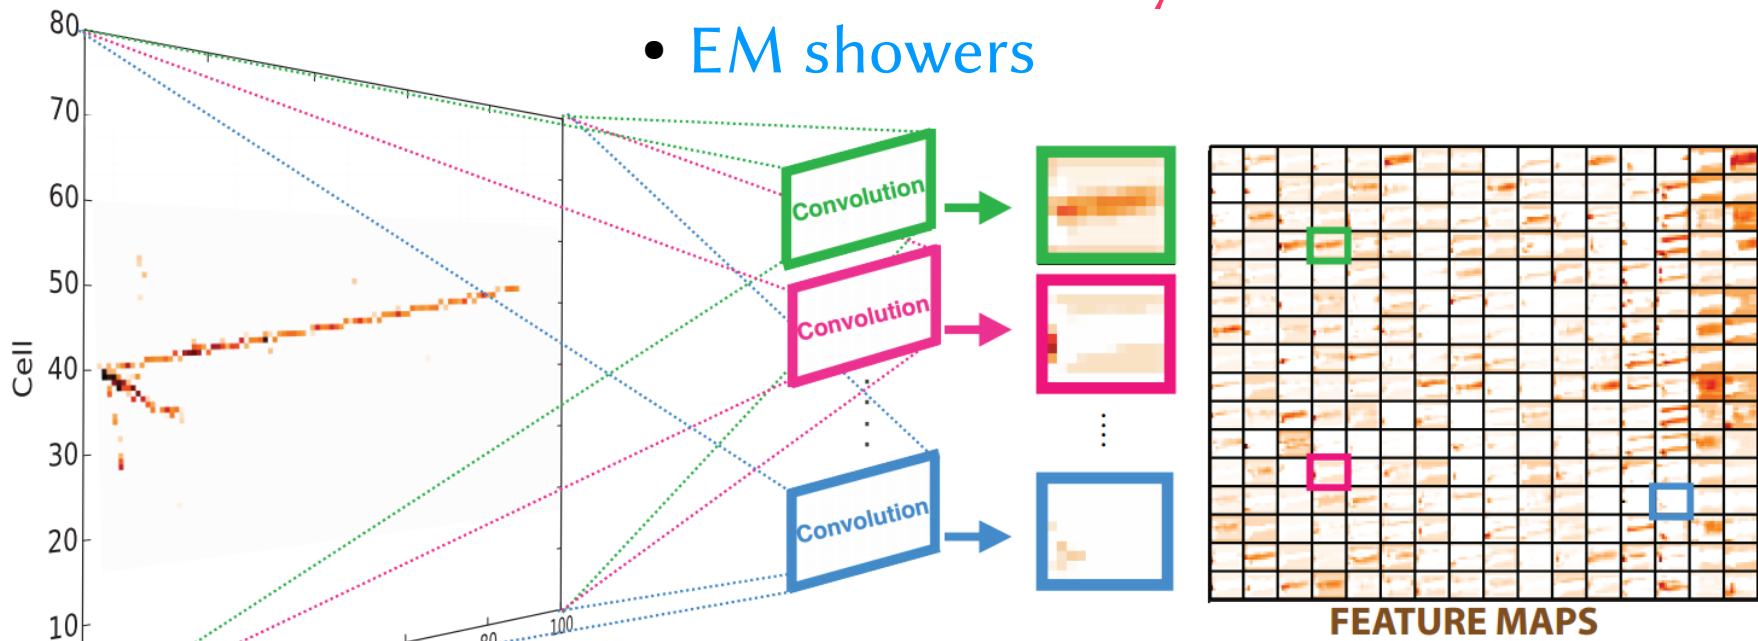 • EM showers
80
70
60
50
40
30
20
10
Cell
80
100
Convolution
Convolution
Convolution
FEATURE MAPS